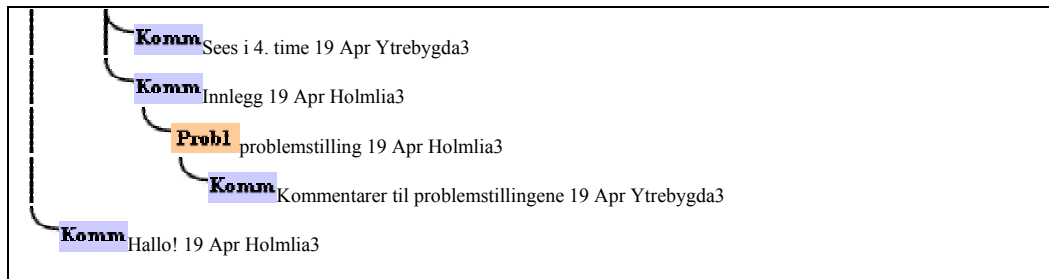 Komm Sees i 4. time 19 Apr Ytrebygda3
Komm Innlegg 19 Apr Holmlia3
Probl problemstilling 19 Apr Holmlia3
Komm Kommentarer til problemstillingene 19 Apr Ytrebygda3
Komm Hallo! 19 Apr Holmlia3